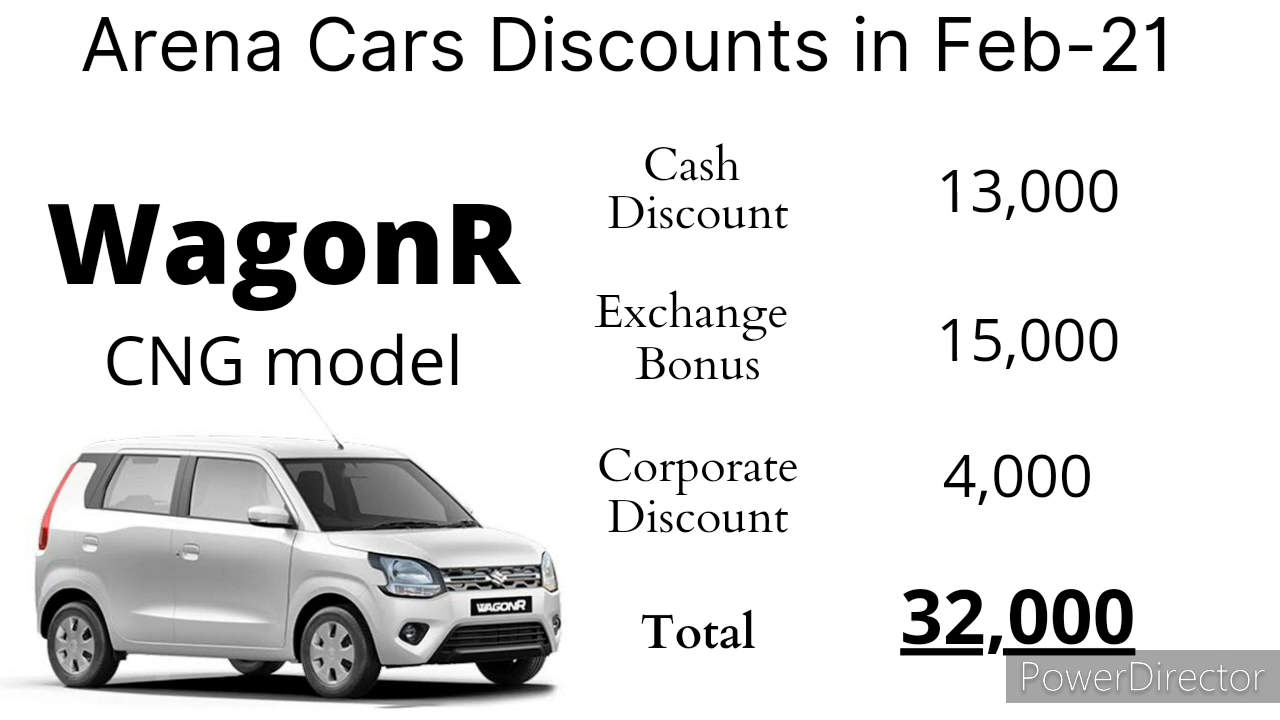 Arena Cars Discounts in Feb-21
WagonR
CNG model
Cash
Discount
13,000
Exchange
Bonus
15,000
Corporate
Discount
4,000
Total
32,000
WAGONR
PowerDirector